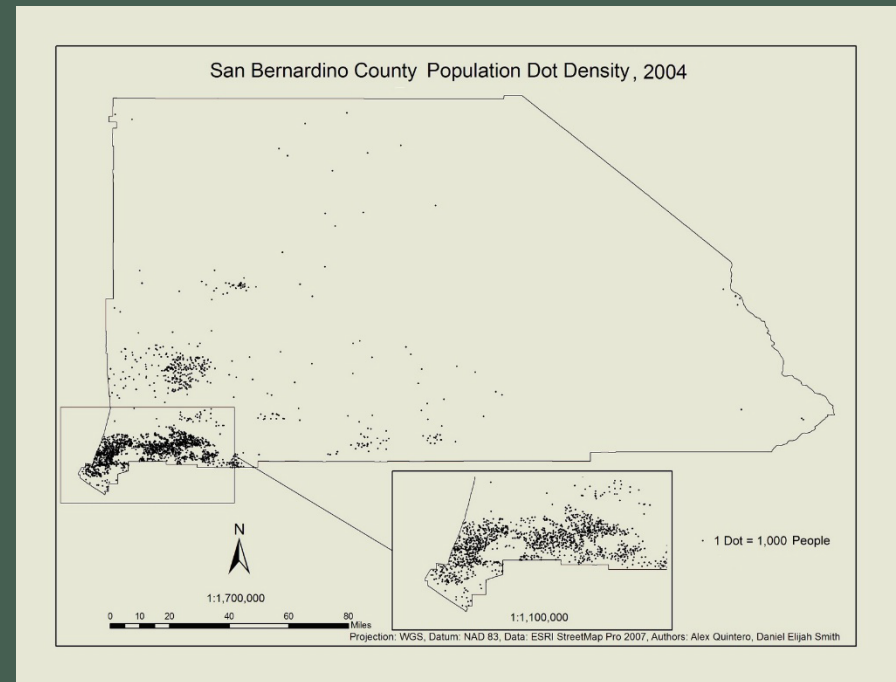 San Bernardino County Population Dot Density, 2004
N
1:1,700,000
0 10 20 40 60 80
Miles
1 Dot = 1,000 People
1:1,100,000
Projection: WGS, Datum: NAD 83, Data: ESRI StreetMap Pro 2007, Authors: Alex Quintero, Daniel Elijah Smith